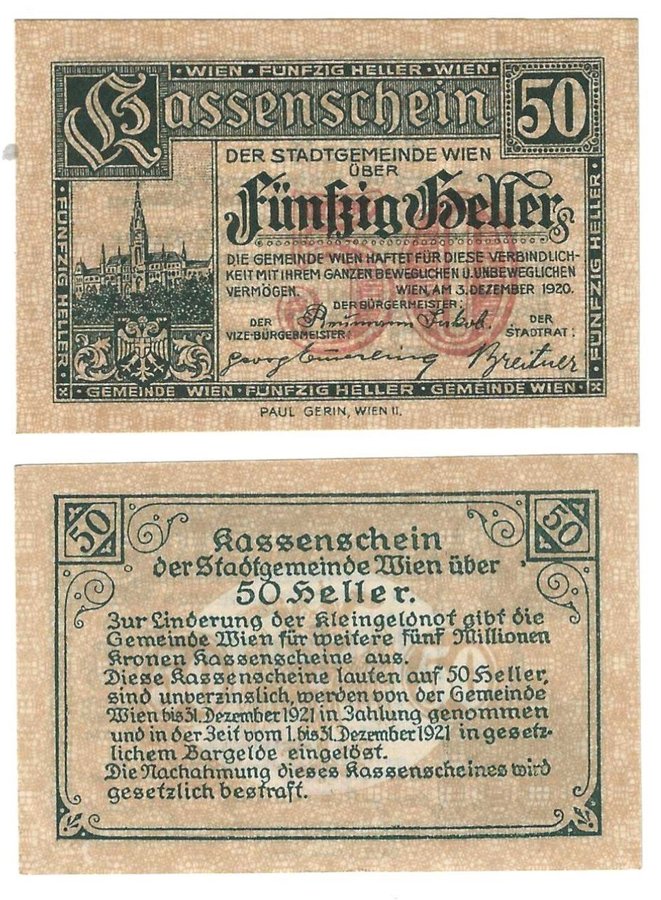 · WIEN · FÜNFZIG HELLER · WIEN ·
Kassenschein 50
DER STADTGEMEINDE WIEN
ÜBER
Fünfzig Heller
50
DIE GEMEINDE WIEN HAFTET FÜR DIESE VERBINDLICH-
KEIT MIT IHREM GANZEN BEWEGLICHEN U. UNBEWEGLICHEN
VERMÖGEN. WIEN, AM 3. DEZEMBER 1920.
DER BÜRGERMEISTER:
DER
VIZE-BÜRGERMEISTER:
Reumann Jakob
DER
STADTRAT:
Georg Emmerling Breitner
· FÜNFZIG HELLER ·
· FÜNFZIG HELLER ·
· GEMEINDE WIEN · FÜNFZIG HELLER · GEMEINDE WIEN ·
PAUL GERIN, WIEN II.
50
50
Kassenschein
der Stadtgemeinde Wien über
50 Heller.
Zur Linderung der Kleingeldnot gibt die
Gemeinde Wien für weitere fünf Millionen
Kronen Kassenscheine aus.
Diese Kassenscheine lauten auf 50 Heller,
sind unverzinslich, werden von der Gemeinde
Wien bis 31. Dezember 1921 in Zahlung genommen
und in der Zeit vom 1. bis 31. Dezember 1921 in gesetz-
lichem Bargelde eingelöst.
Die Nachahmung dieses Kassenscheines wird
gesetzlich bestraft.